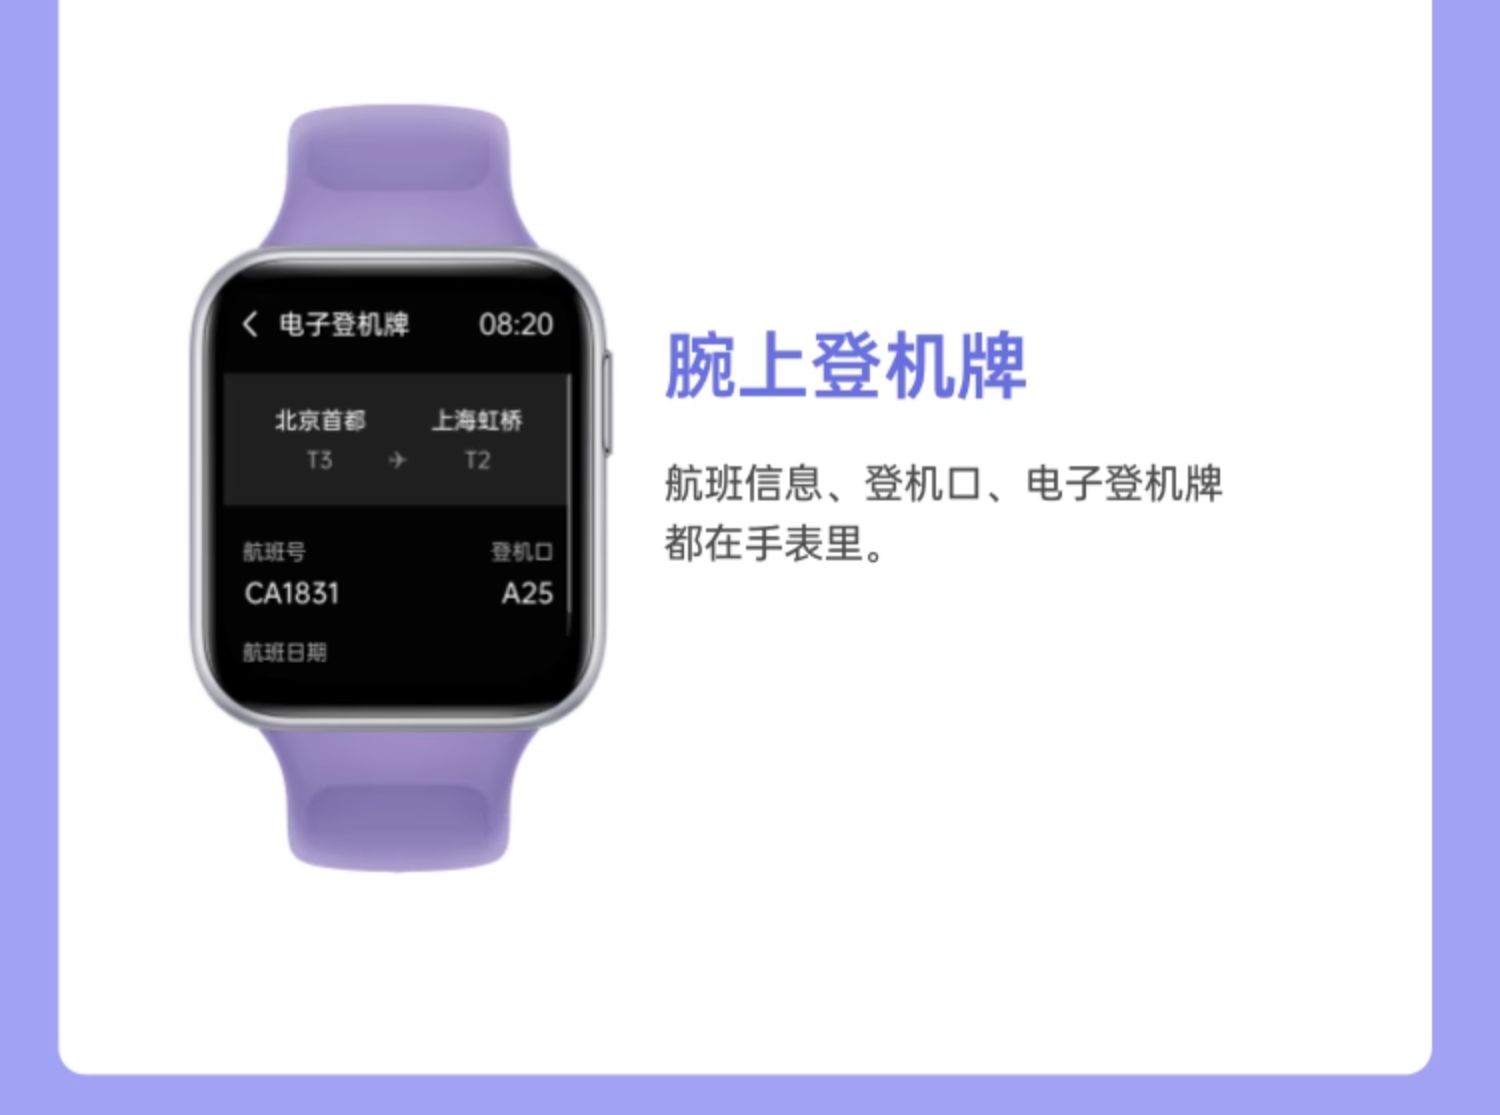 电子登机牌 08:20
北京首都 上海虹桥
T3 T2
航班号 登机口
CA1831 A25
航班日期
腕上登机牌
航班信息、登机口、电子登机牌
都在手表里。